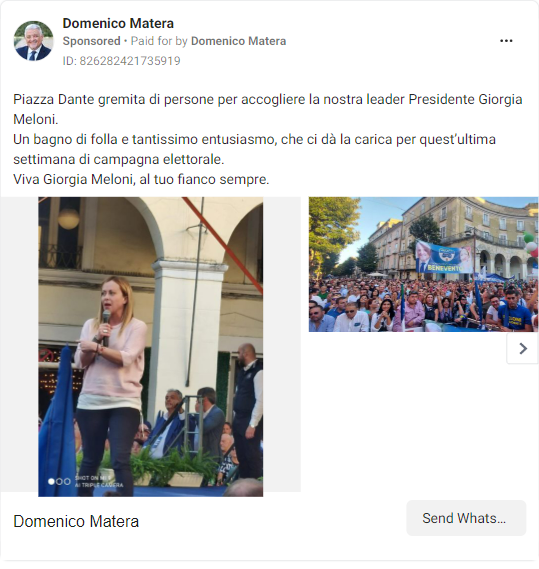 Domenico Matera
Sponsored • Paid for by Domenico Matera
ID: 826282421735919
Piazza Dante gremita di persone per accogliere la nostra leader Presidente Giorgia
Meloni.
Un bagno di folla e tantissimo entusiasmo, che ci dà la carica per quest'ultima
settimana di campagna elettorale.
Viva Giorgia Meloni, al tuo fianco sempre.
BENEVENTO
SHOT ON MI 9
AI TRIPLE CAMERA
Domenico Matera
Send Whats...